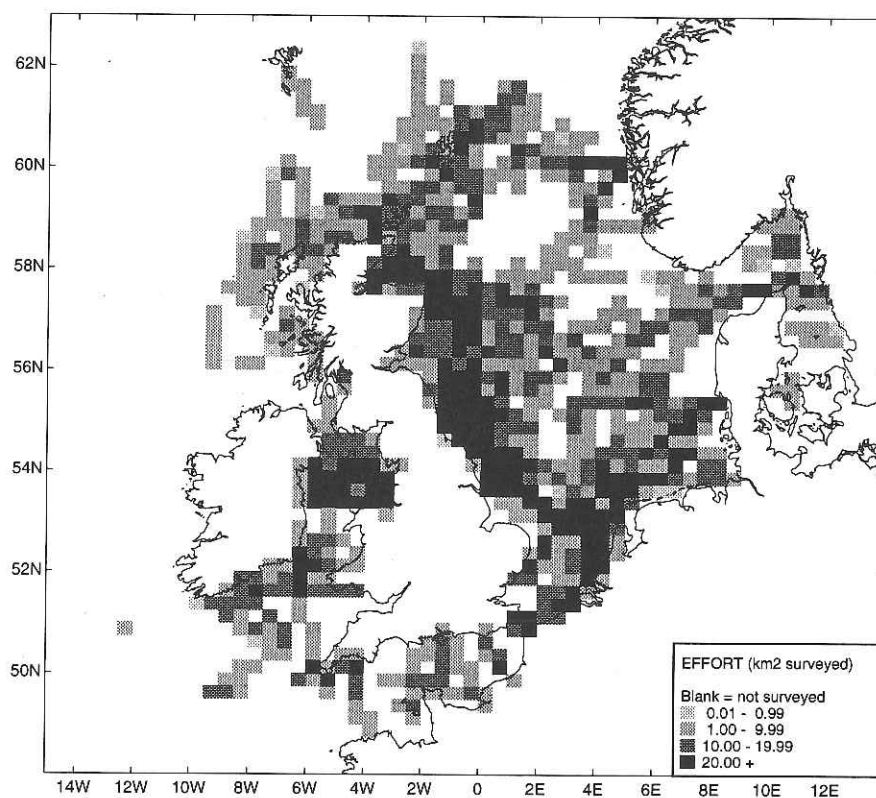 62N
60N
58N
56N
54N
52N
50N
EFFORT (km2 surveyed)
Blank = not surveyed
0.01 - 0.99
1.00 - 9.99
10.00 - 19.99
20.00 +
14W 12W 10W 8W 6W 4W 2W 0 2E 4E 6E 8E 10E 12E